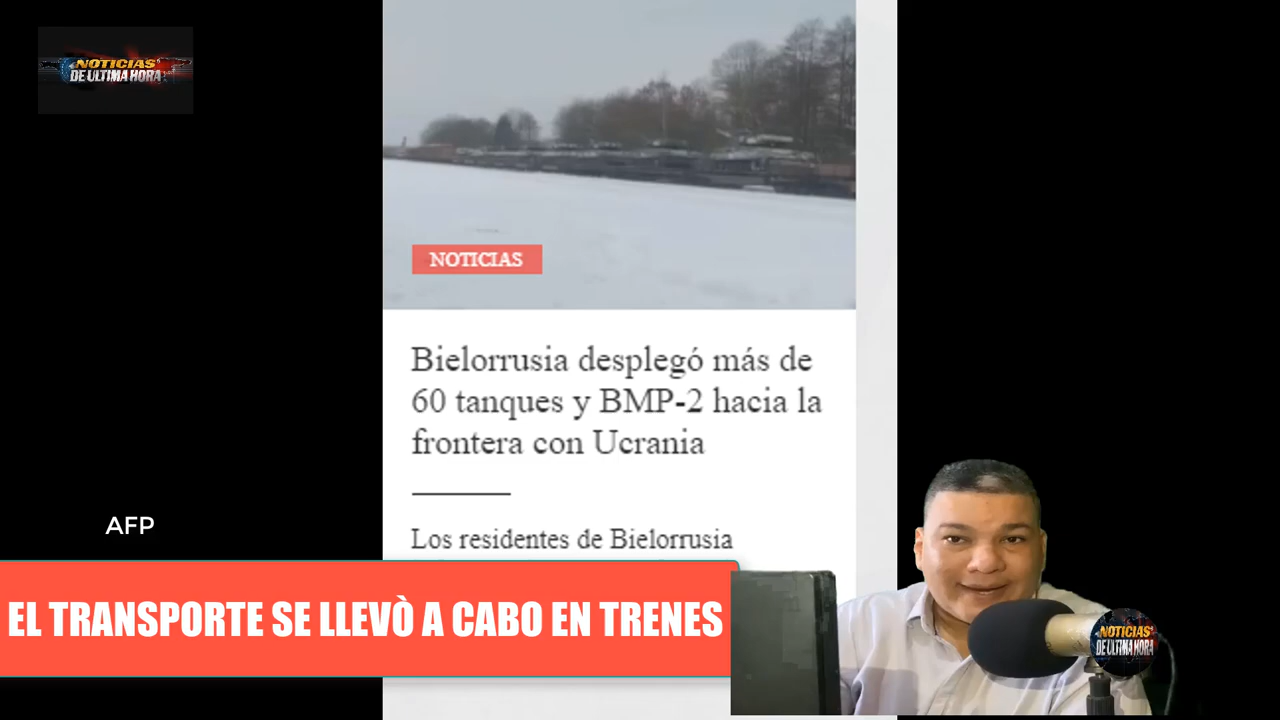 NOTICIAS
DE ULTIMA HORA
NOTICIAS
Bielorrusia desplegó más de
60 tanques y BMP-2 hacia la
frontera con Ucrania
AFP
Los residentes de Bielorrusia
EL TRANSPORTE SE LLEVÒ A CABO EN TRENES
NOTICIAS
DE ULTIMA HORA